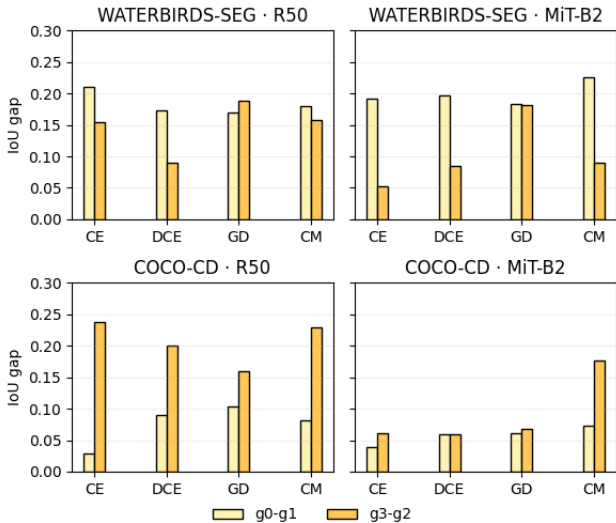 WATERBIRDS-SEG · R50
WATERBIRDS-SEG · MiT-B2
IoU gap
0.30
0.25
0.20
0.15
0.10
0.05
0.00
CE DCE GD CM
CE DCE GD CM
COCO-CD · R50
COCO-CD · MiT-B2
IoU gap
0.30
0.25
0.20
0.15
0.10
0.05
0.00
CE DCE GD CM
CE DCE GD CM
g0-g1 g3-g2